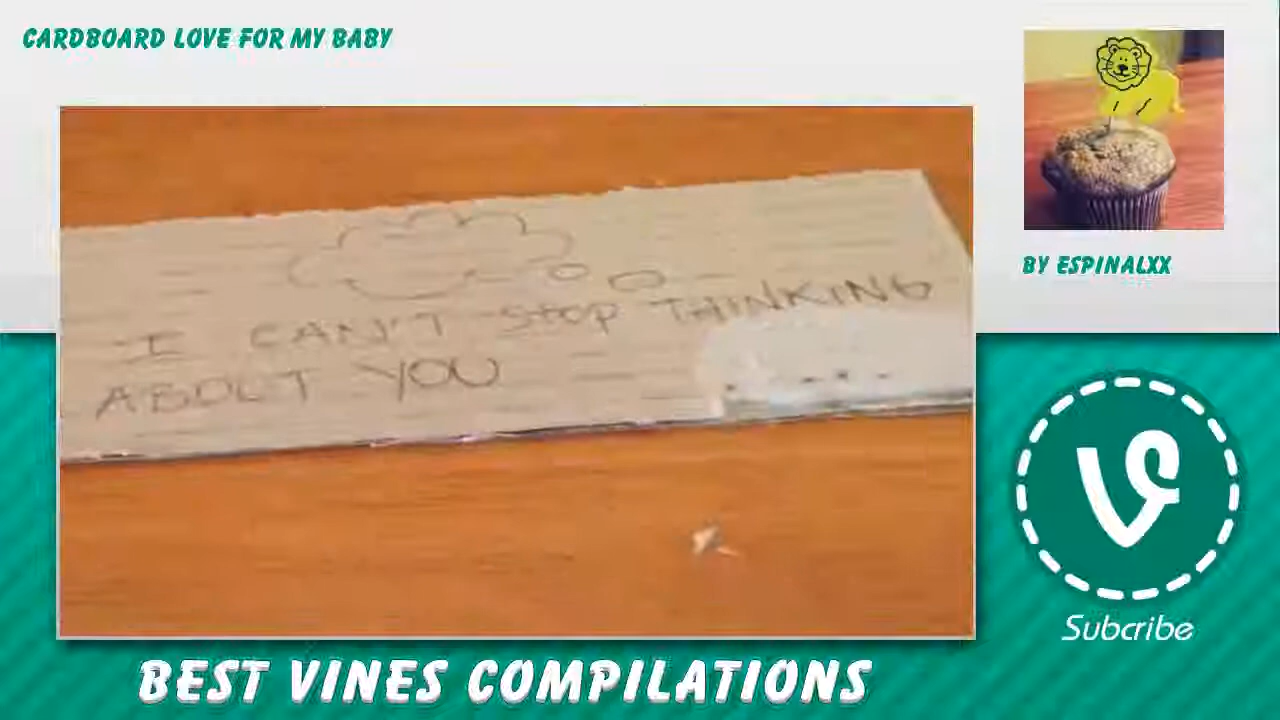 CARDBOARD LOVE FOR MY BABY
I CAN'T STOP THINKING
ABOUT YOU
BY ESPINALXX
Subcribe
BEST VINES COMPILATIONS